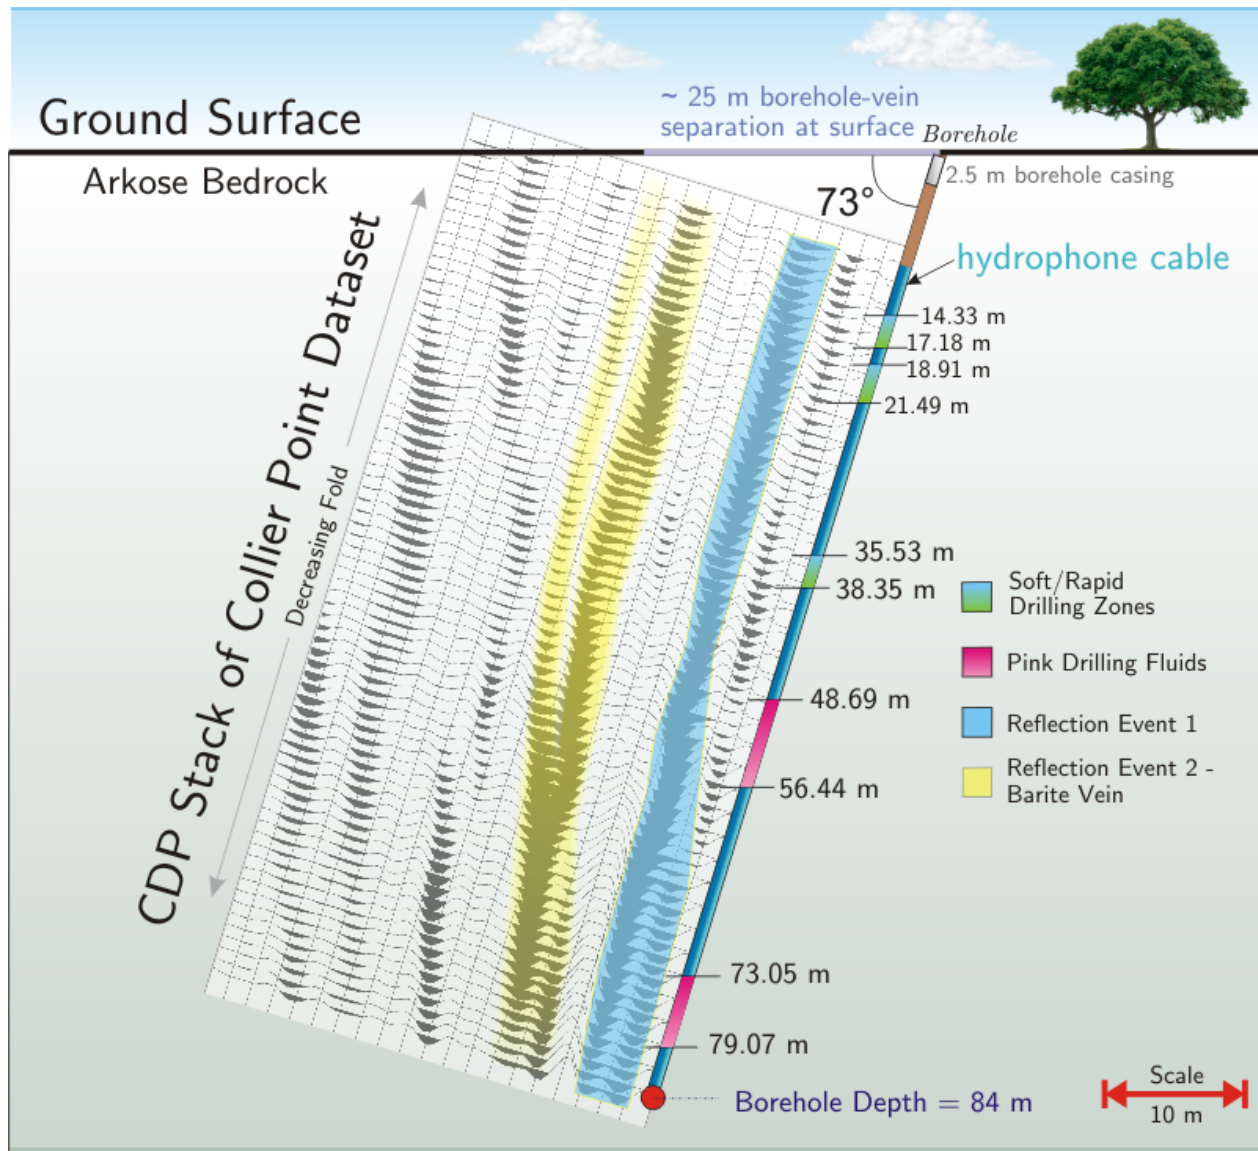 ~ 25 m borehole-vein
separation at surface
Ground Surface
Borehole
Arkose Bedrock
2.5 m borehole casing
73°
hydrophone cable
CDP Stack of Collier Point Dataset
Decreasing Fold
14.33 m
17.18 m
18.91 m
21.49 m
35.53 m
38.35 m
48.69 m
56.44 m
73.05 m
79.07 m
Soft/Rapid
Drilling Zones
Pink Drilling Fluids
Reflection Event 1
Reflection Event 2 -
Barite Vein
Borehole Depth = 84 m
Scale
10 m